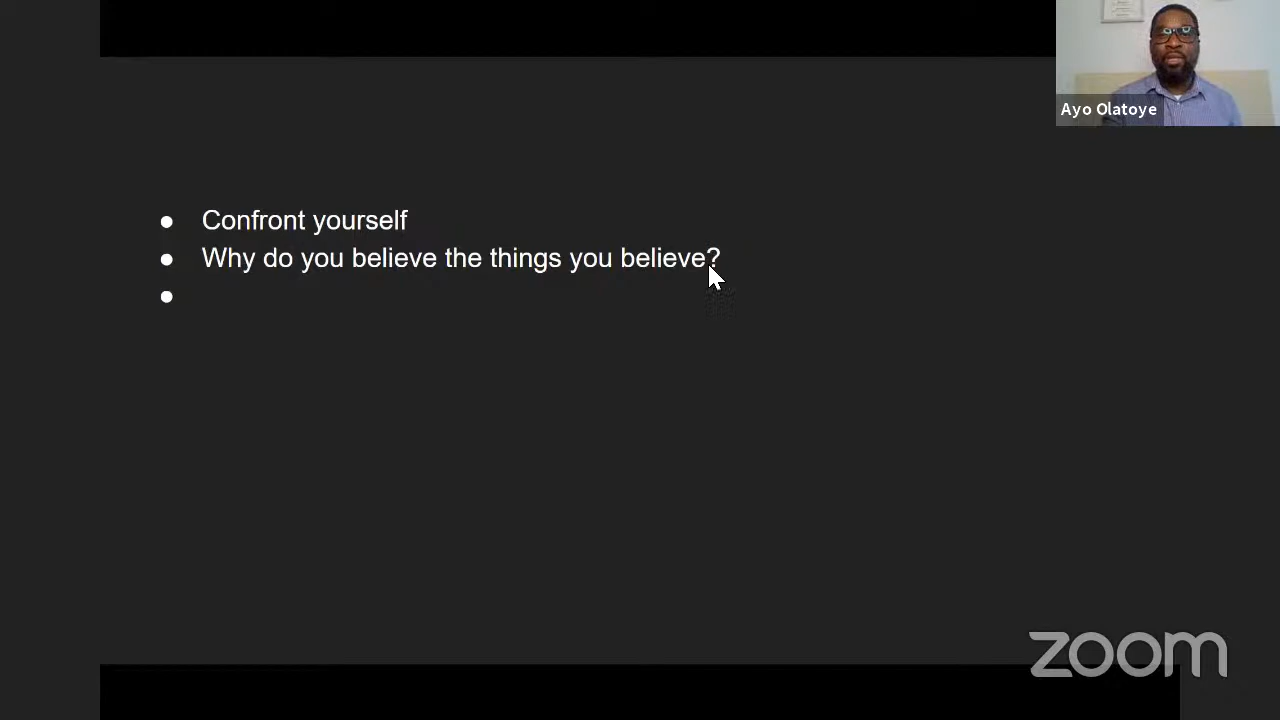 Ayo Olatoye
● Confront yourself
● Why do you believe the things you believe?
●
zoom